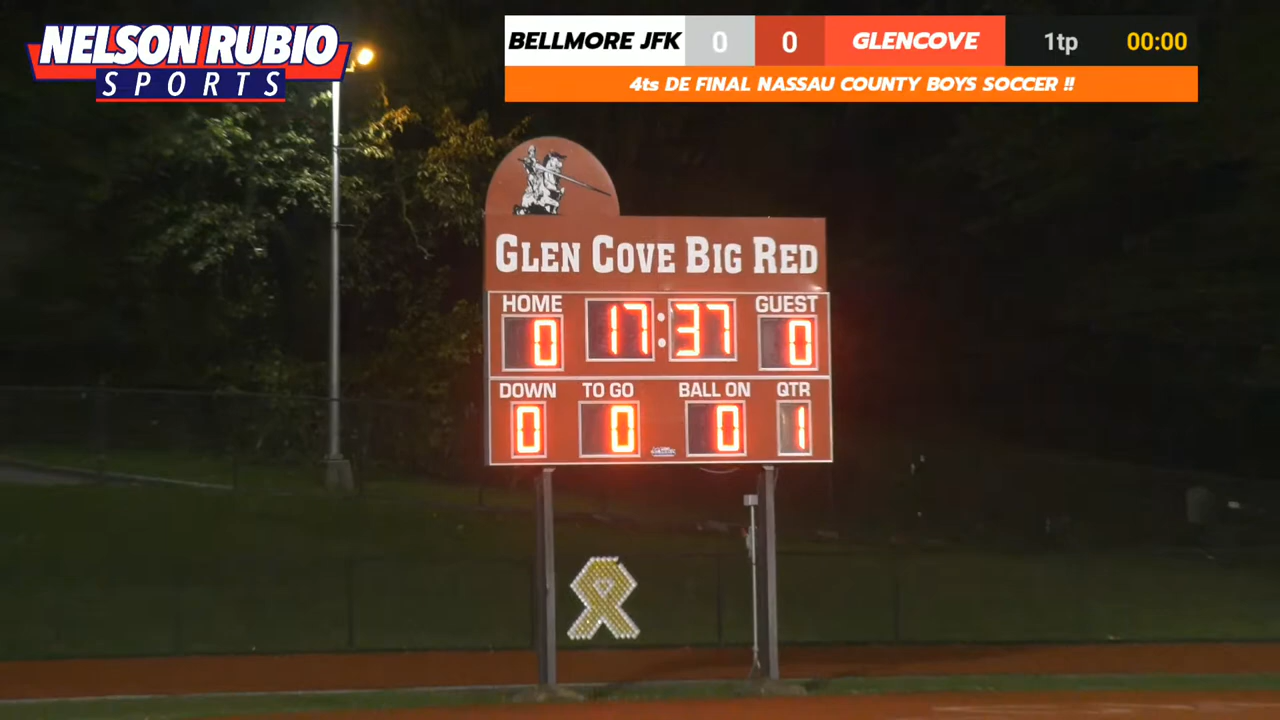 NELSON RUBIO
SPORTS
BELLMORE JFK 0 0 GLENCOVE 1tp 00:00
4ts DE FINAL NASSAU COUNTY BOYS SOCCER !!
GLEN COVE BIG RED
HOME 17:37 GUEST
0 0
DOWN TO GO BALL ON QTR
0 0 0 1